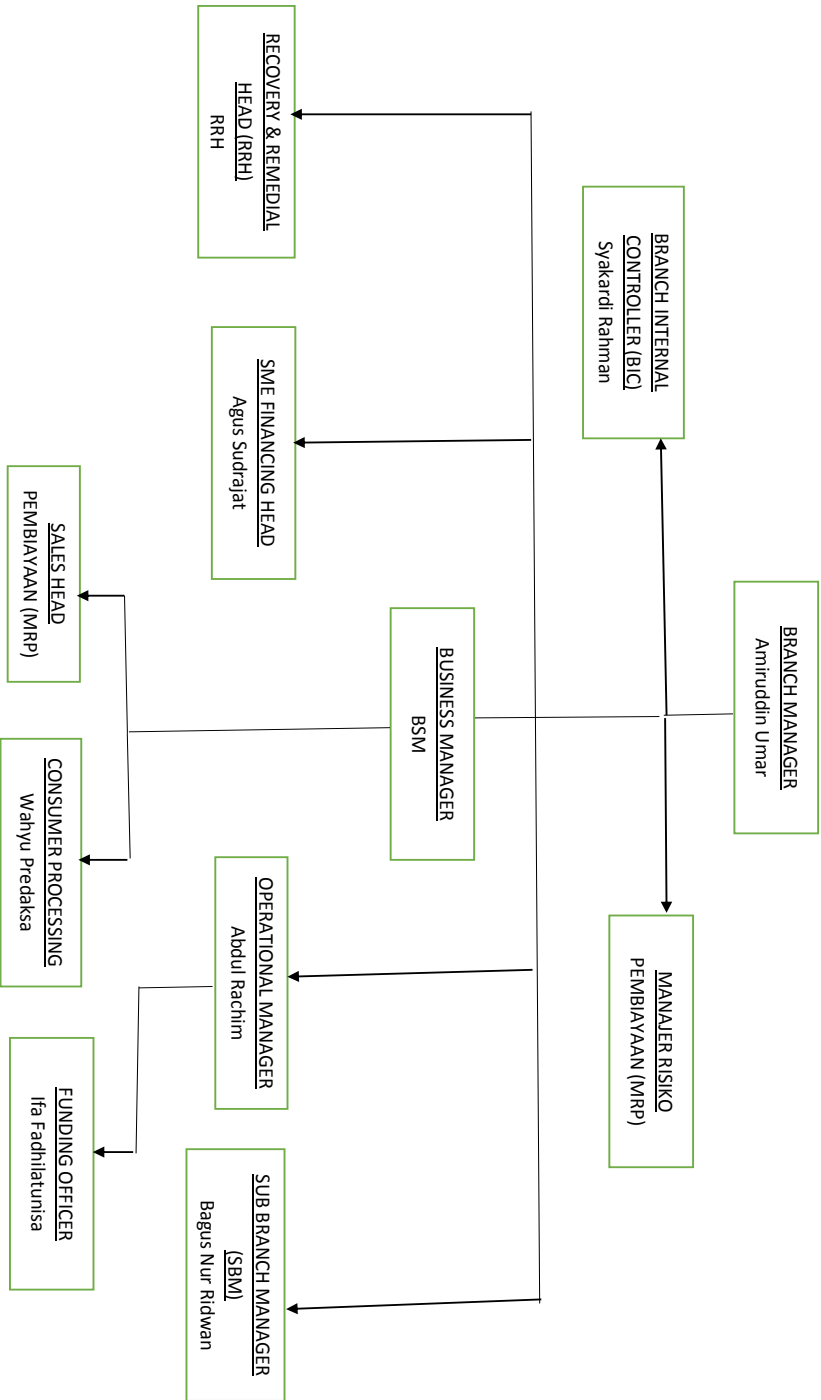 BRANCH MANAGER
Amiruddin Umar
BRANCH INTERNAL
CONTROLLER (BIC)
Syakardi Rahman
MANAJER RISIKO
PEMBIAYAAN (MRP)
BUSINESS MANAGER
BSM
RECOVERY & REMEDIAL
HEAD (RRH)
RRH
SME FINANCING HEAD
Agus Sudrajat
OPERATIONAL MANAGER
Abdul Rachim
SUB BRANCH MANAGER
(SBM)
Bagus Nur Ridwan
SALES HEAD
PEMBIAYAAN (MRP)
CONSUMER PROCESSING
Wahyu Predaksa
FUNDING OFFICER
Ifa Fadhilatunisa